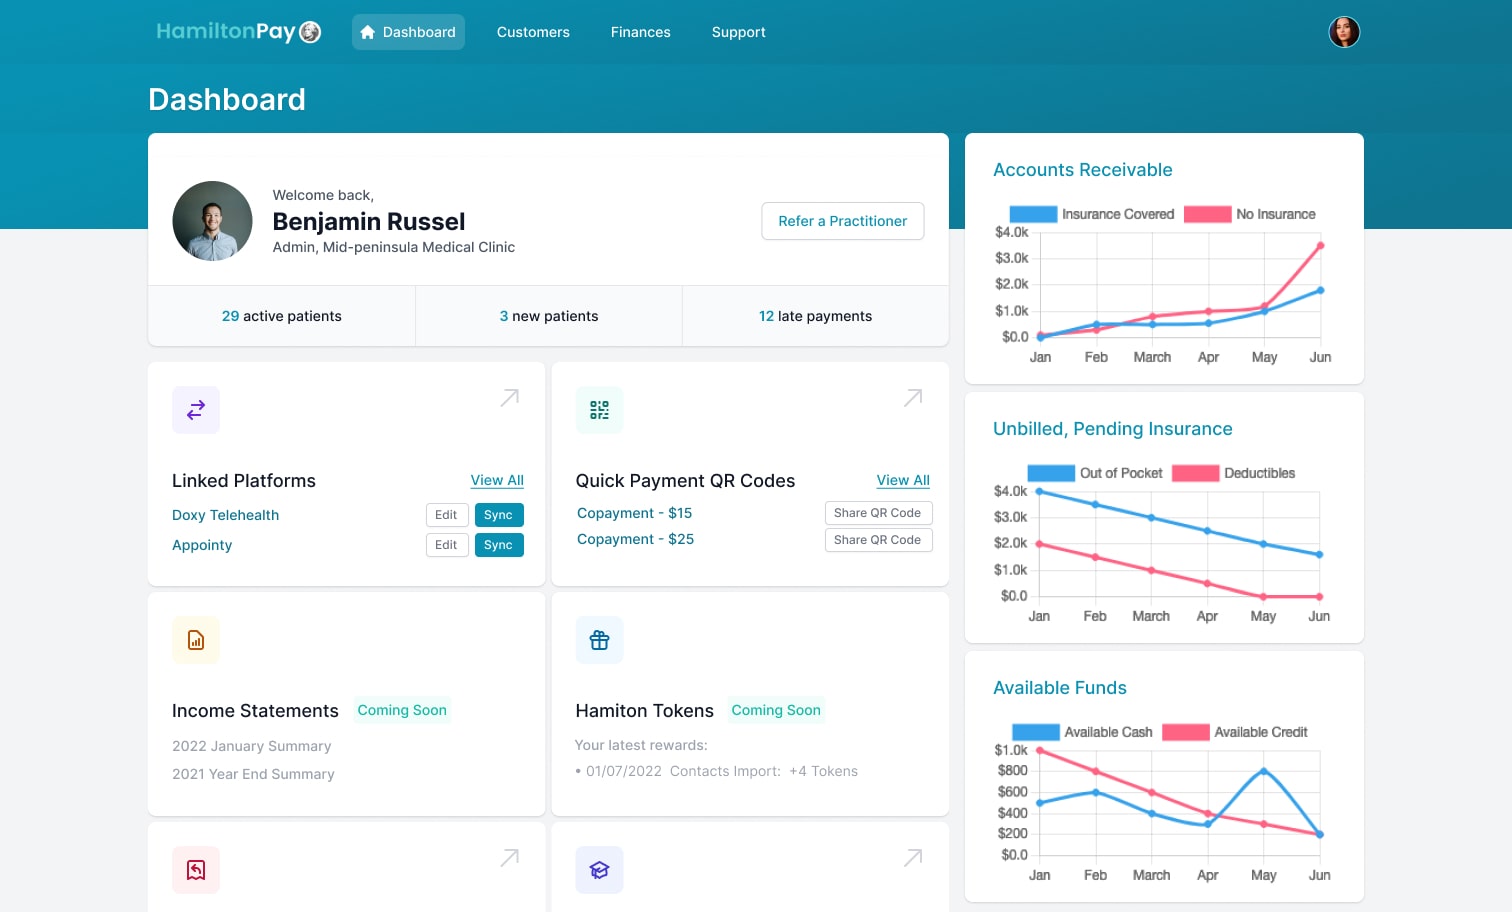 HamiltonPay
Dashboard
Customers
Finances
Support
Dashboard
Welcome back,
Benjamin Russel
Admin, Mid-peninsula Medical Clinic
Refer a Practitioner
29 active patients
3 new patients
12 late payments
Linked Platforms
View All
Doxy Telehealth
Edit
Sync
Appointy
Edit
Sync
Quick Payment QR Codes
View All
Copayment - $15
Share QR Code
Copayment - $25
Share QR Code
Income Statements
Coming Soon
2022 January Summary
2021 Year End Summary
Hamiton Tokens
Coming Soon
Your latest rewards:
• 01/07/2022 Contacts Import: +4 Tokens
Accounts Receivable
Insurance Covered
No Insurance
$4.0k
$3.0k
$2.0k
$1.0k
$0.0
Jan Feb March Apr May Jun
Unbilled, Pending Insurance
Out of Pocket
Deductibles
$4.0k
$3.0k
$2.0k
$1.0k
$0.0
Jan Feb March Apr May Jun
Available Funds
Available Cash
Available Credit
$1.0k
$800
$600
$400
$200
$0.0
Jan Feb March Apr May Jun